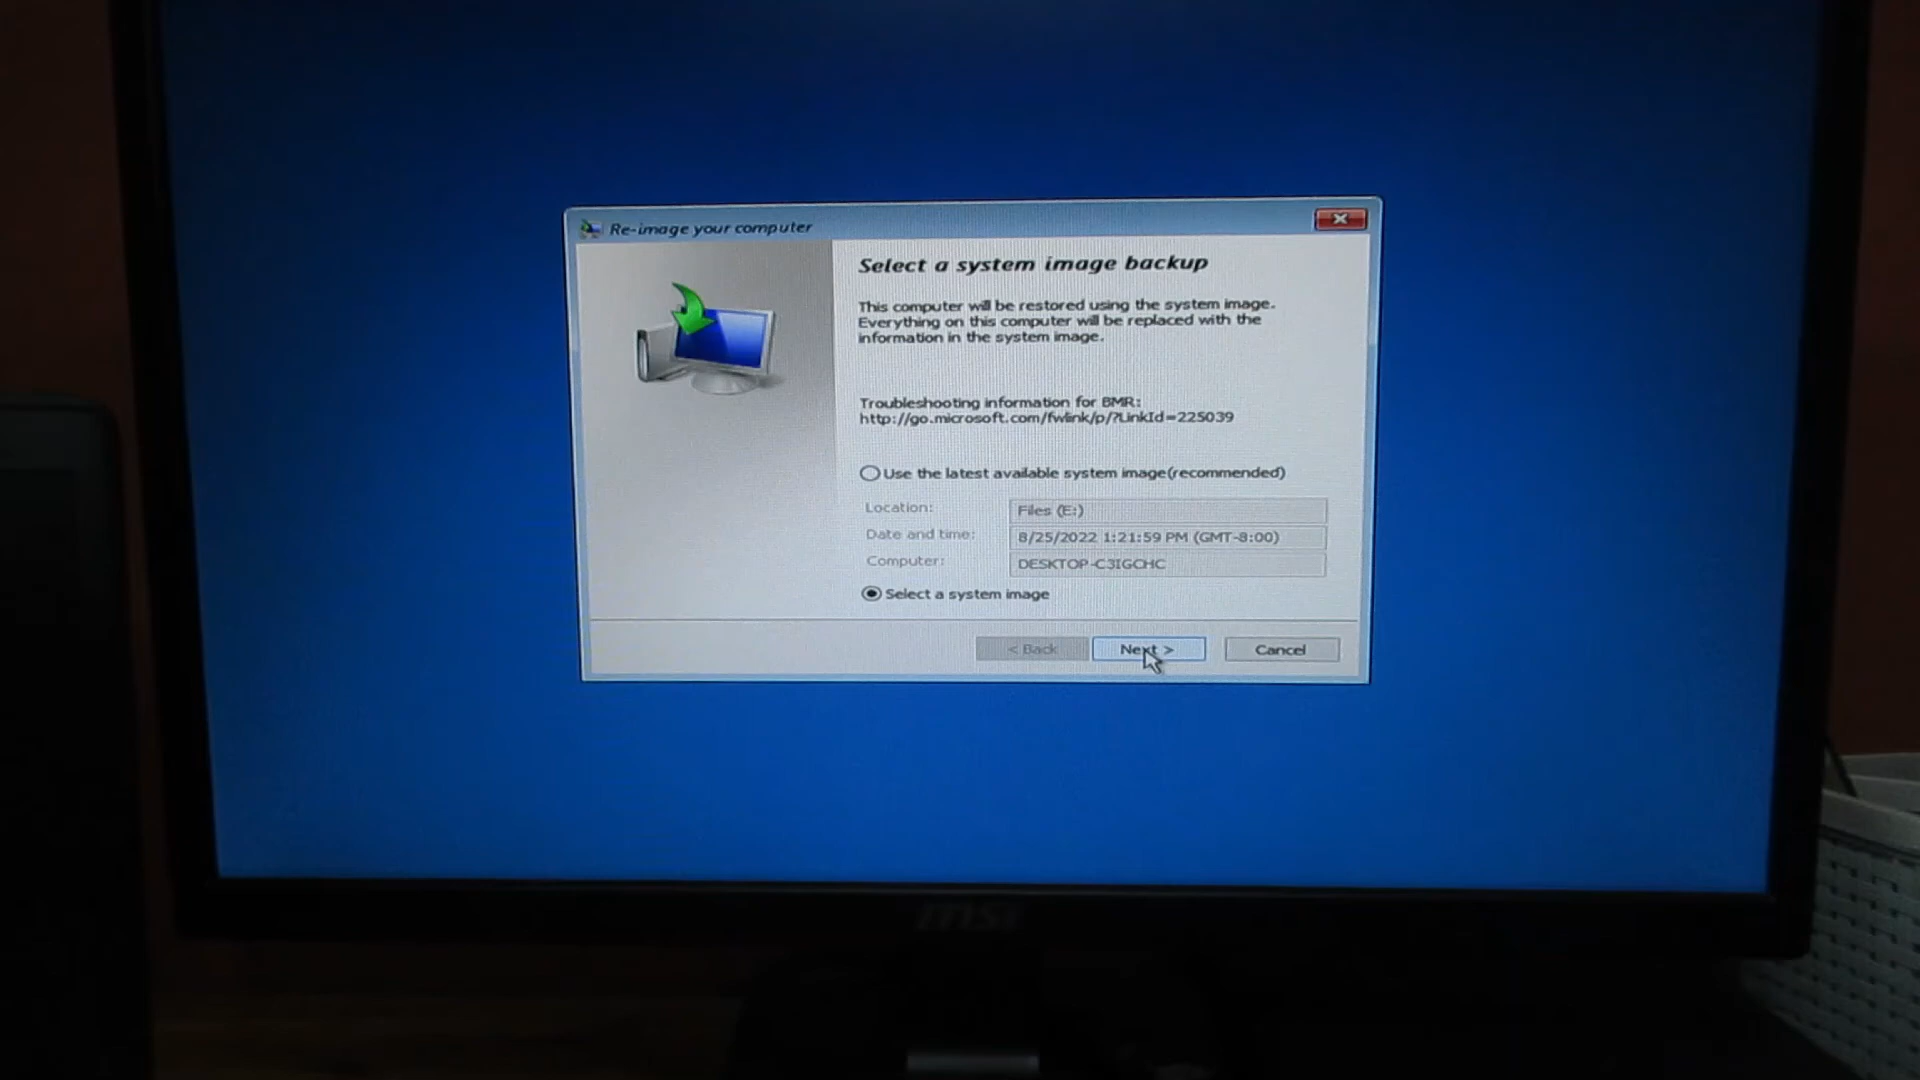 Re-image your computer
Select a system image backup
This computer will be restored using the system image.
Everything on this computer will be replaced with the
information in the system image.
Troubleshooting information for BMR:
http://go.microsoft.com/fwlink/p/?LinkId=225039
Use the latest available system image(recommended)
Location: Files (E:)
Date and time: 8/25/2022 1:21:59 PM (GMT-8:00)
Computer: DESKTOP-C3IGCHC
Select a system image
< Back Next > Cancel
msi